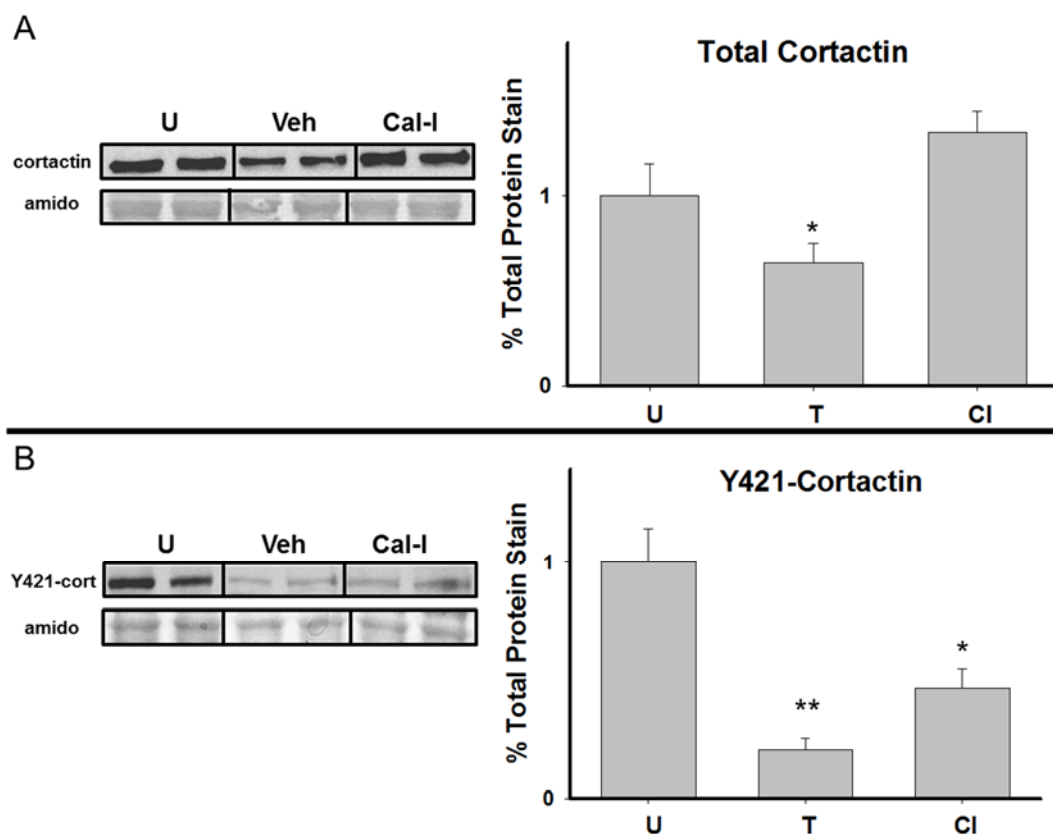 A
Total Cortactin
U Veh Cal-I
cortactin
amido
% Total Protein Stain
1
0
*
U T CI
B
Y421-Cortactin
U Veh Cal-I
Y421-cort
amido
% Total Protein Stain
1
0
**
*
U T CI